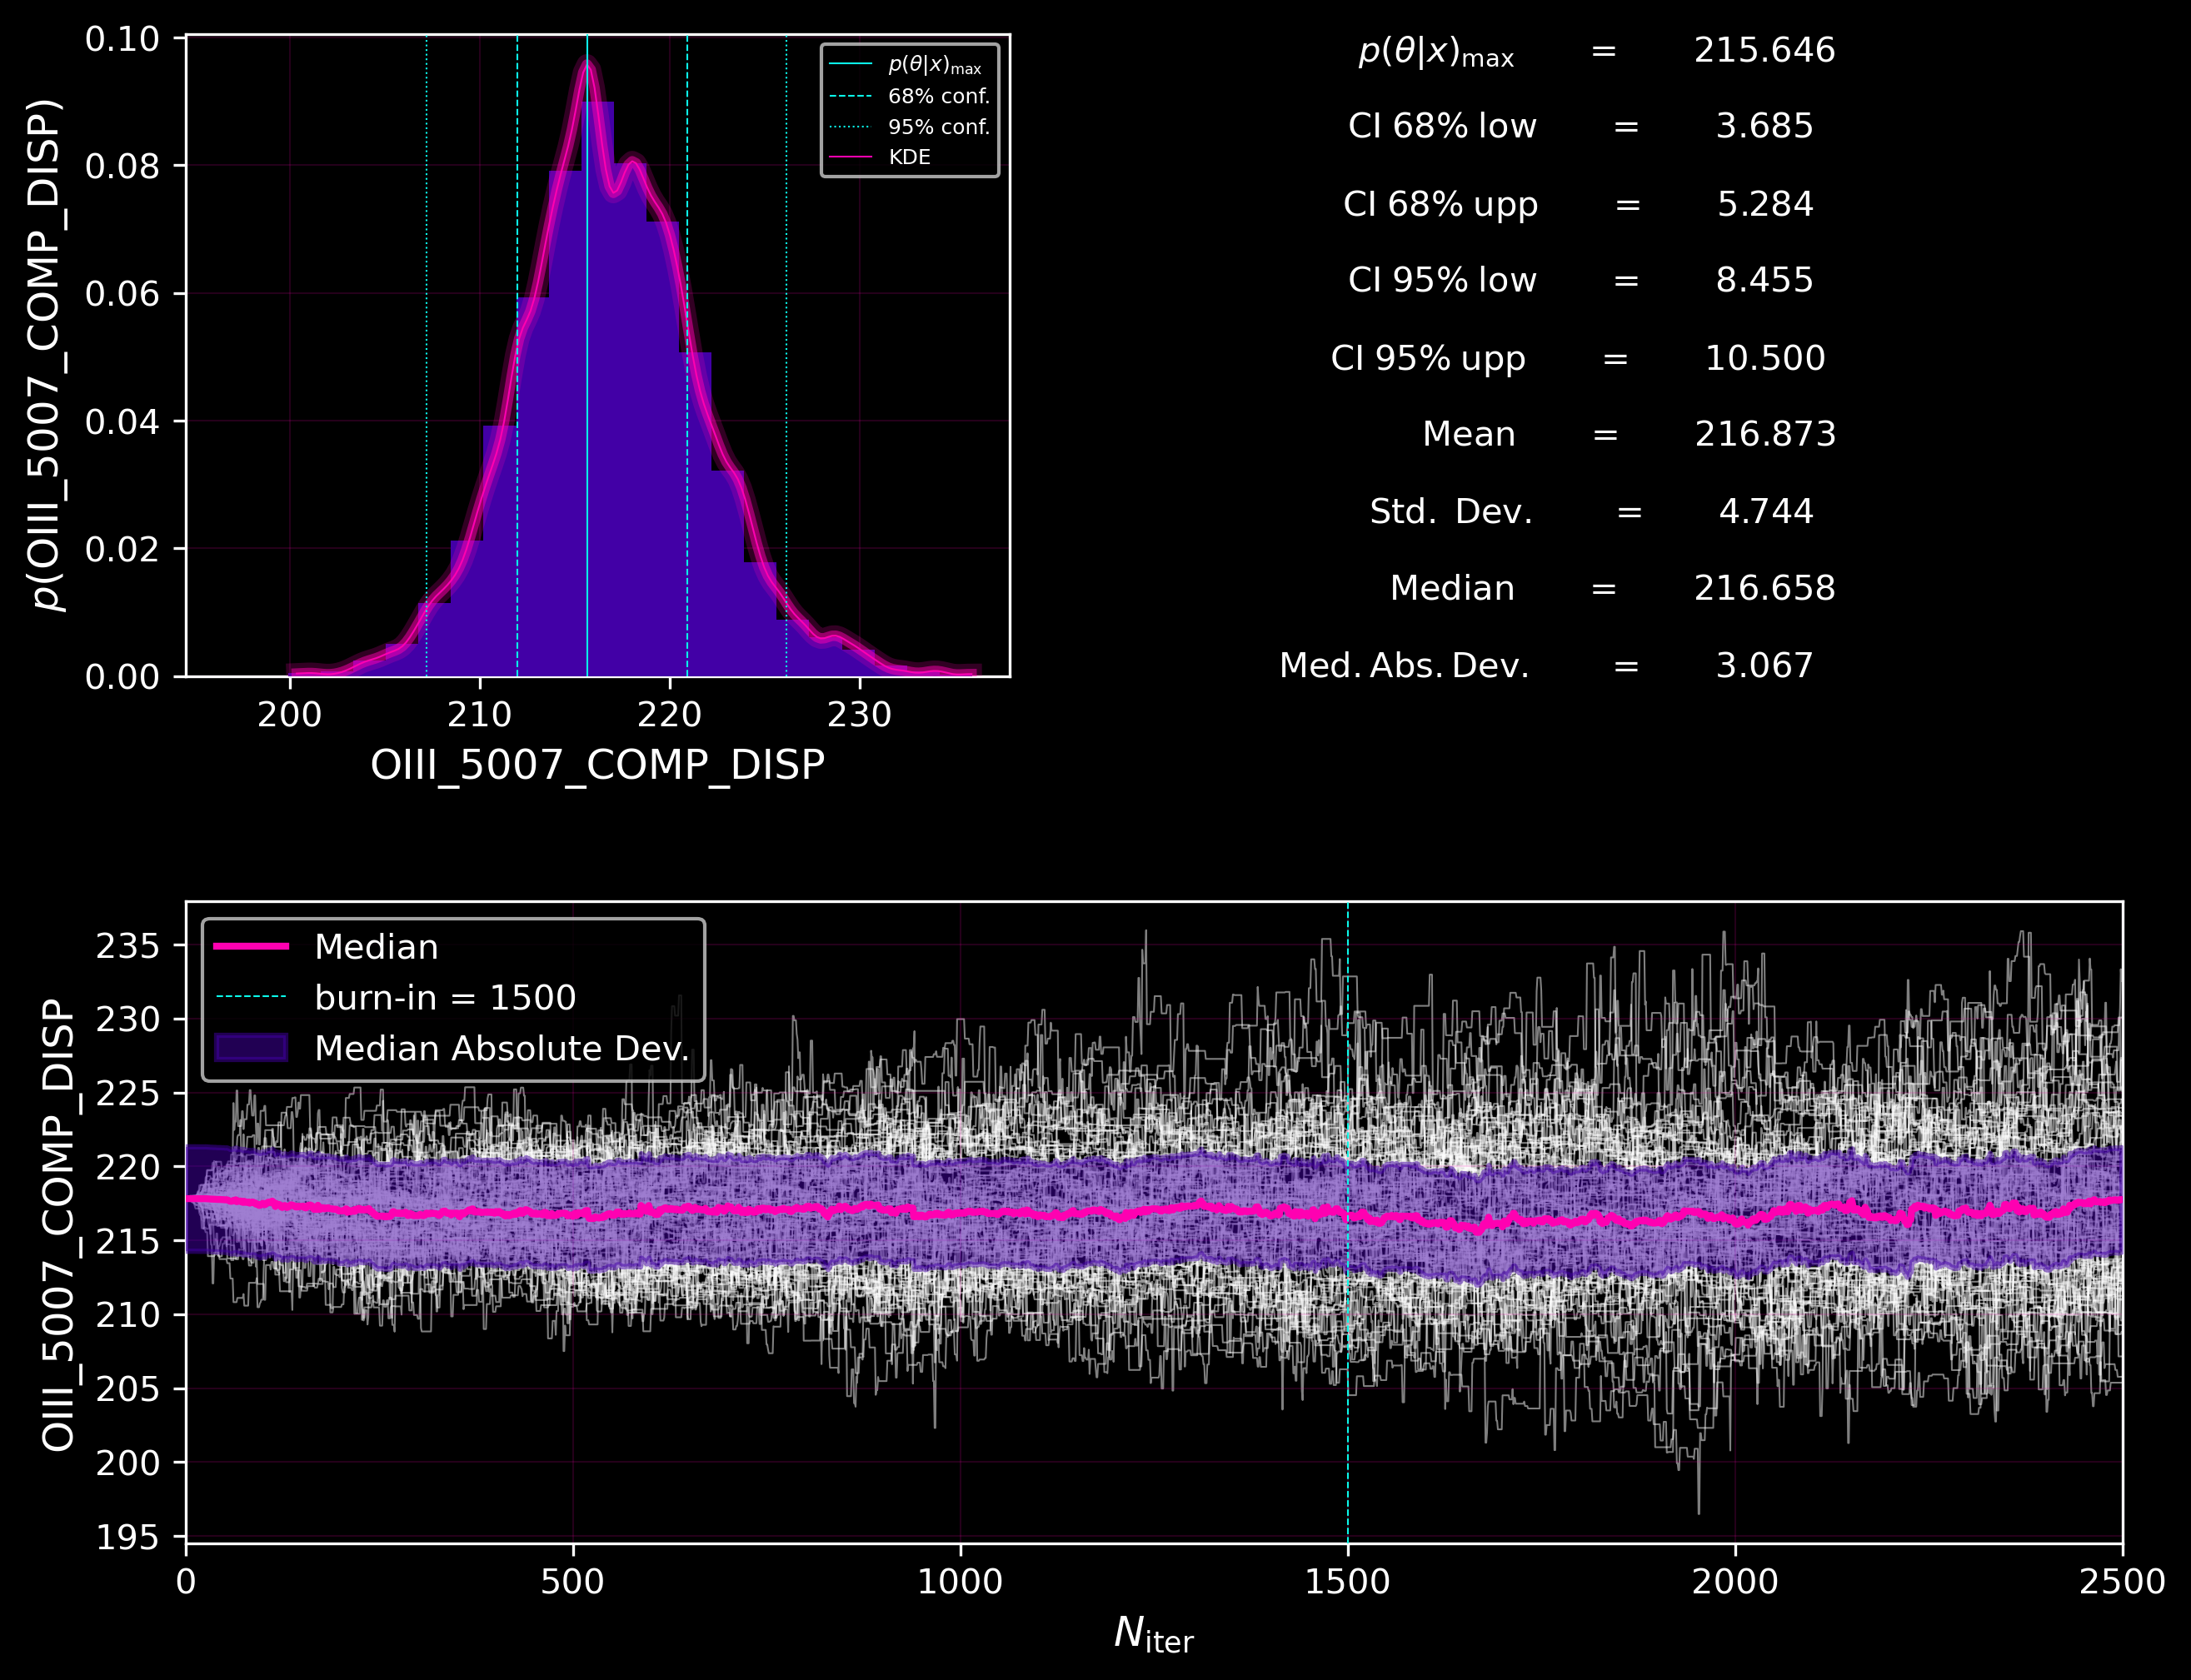 0.10
0.08
0.06
0.04
0.02
0.00
p(OIII_5007_COMP_DISP)
200 210 220 230
OIII_5007_COMP_DISP
p(θ|x)max
68% conf.
95% conf.
KDE
p(θ|x)max = 215.646
CI 68% low = 3.685
CI 68% upp = 5.284
CI 95% low = 8.455
CI 95% upp = 10.500
Mean = 216.873
Std. Dev. = 4.744
Median = 216.658
Med. Abs. Dev. = 3.067
235
230
225
220
215
210
205
200
195
OIII_5007_COMP_DISP
Median
burn-in = 1500
Median Absolute Dev.
0 500 1000 1500 2000 2500
Niter